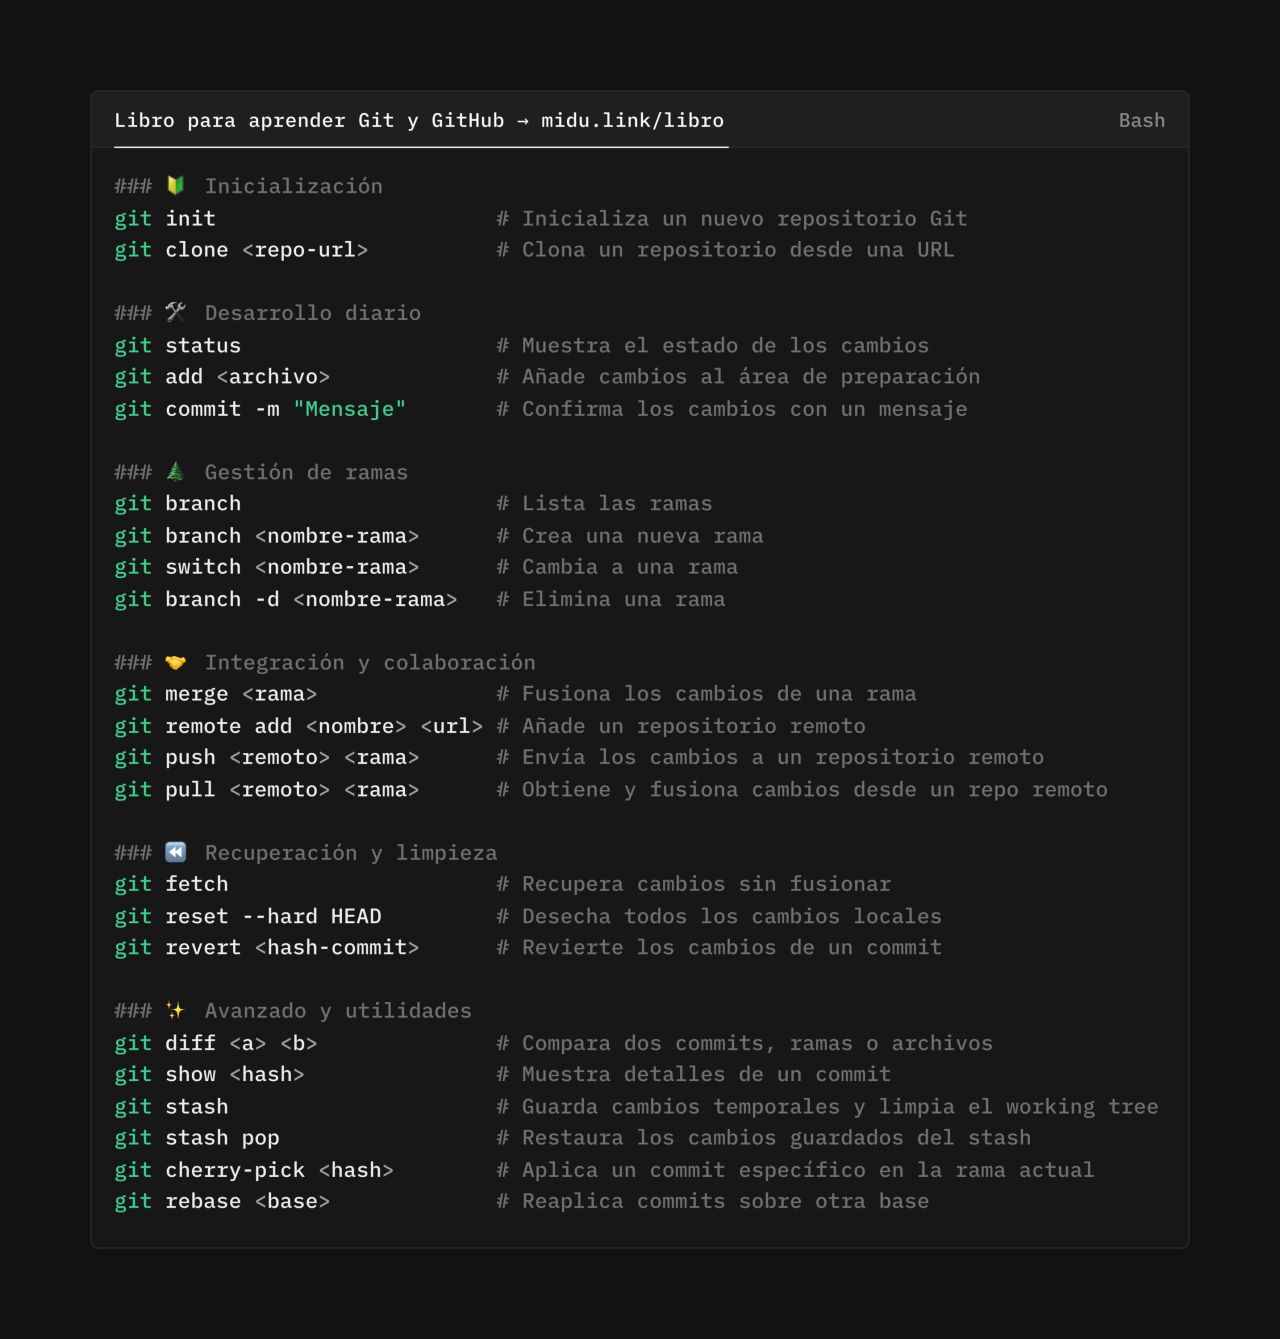 Libro para aprender Git y GitHub → midu.link/libro Bash
### 🔰 Inicialización
git init # Inicializa un nuevo repositorio Git
git clone <repo-url> # Clona un repositorio desde una URL
### 🛠️ Desarrollo diario
git status # Muestra el estado de los cambios
git add <archivo> # Añade cambios al área de preparación
git commit -m "Mensaje" # Confirma los cambios con un mensaje
### 🌲 Gestión de ramas
git branch # Lista las ramas
git branch <nombre-rama> # Crea una nueva rama
git switch <nombre-rama> # Cambia a una rama
git branch -d <nombre-rama> # Elimina una rama
### 🤝 Integración y colaboración
git merge <rama> # Fusiona los cambios de una rama
git remote add <nombre> <url> # Añade un repositorio remoto
git push <remoto> <rama> # Envía los cambios a un repositorio remoto
git pull <remoto> <rama> # Obtiene y fusiona cambios desde un repo remoto
### ⏪ Recuperación y limpieza
git fetch # Recupera cambios sin fusionar
git reset --hard HEAD # Desecha todos los cambios locales
git revert <hash-commit> # Revierte los cambios de un commit
### ✨ Avanzado y utilidades
git diff <a> <b> # Compara dos commits, ramas o archivos
git show <hash> # Muestra detalles de un commit
git stash # Guarda cambios temporales y limpia el working tree
git stash pop # Restaura los cambios guardados del stash
git cherry-pick <hash> # Aplica un commit específico en la rama actual
git rebase <base> # Reaplica commits sobre otra base